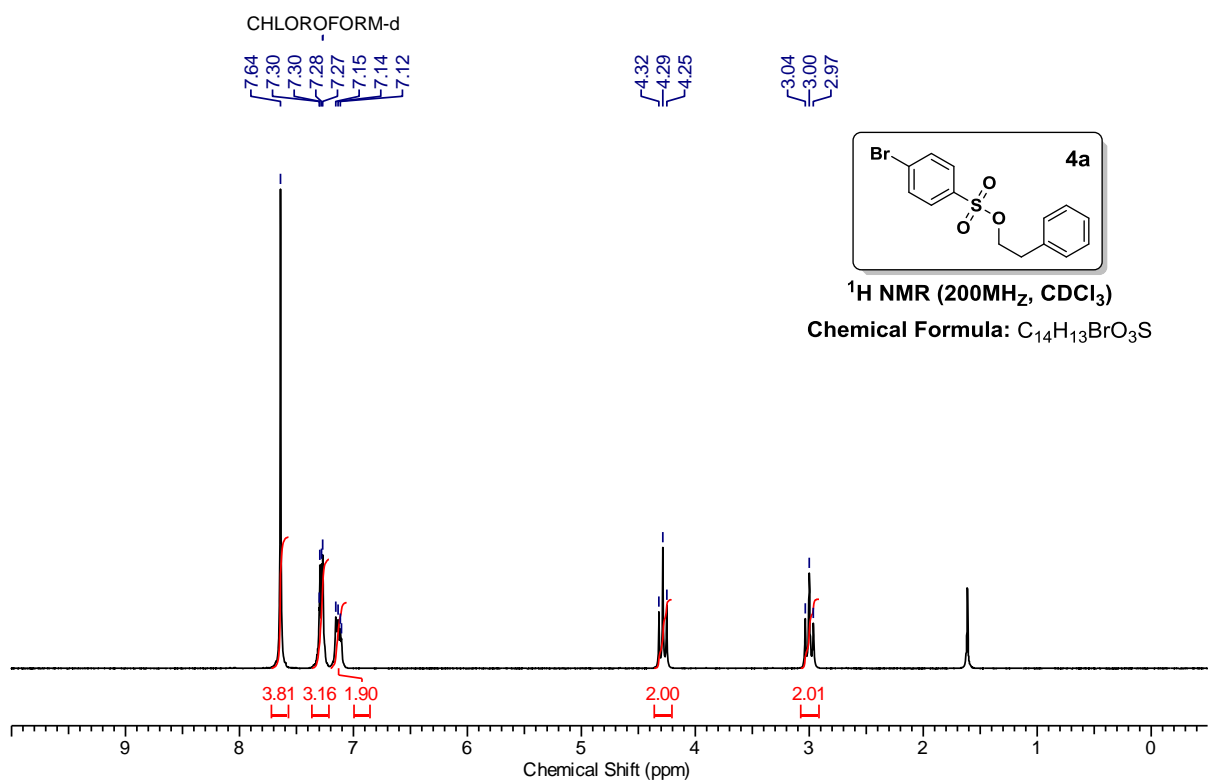 CHLOROFORM-d
7.64
7.30
7.30
7.28
7.27
7.15
7.14
7.12
4.32
4.29
4.25
3.04
3.00
2.97
4a
Br
O
S
O
O
¹H NMR (200MHZ, CDCl₃)
Chemical Formula: C₁₄H₁₃BrO₃S
3.81 3.16 1.90 2.00 2.01
9 8 7 6 5 4 3 2 1 0
Chemical Shift (ppm)